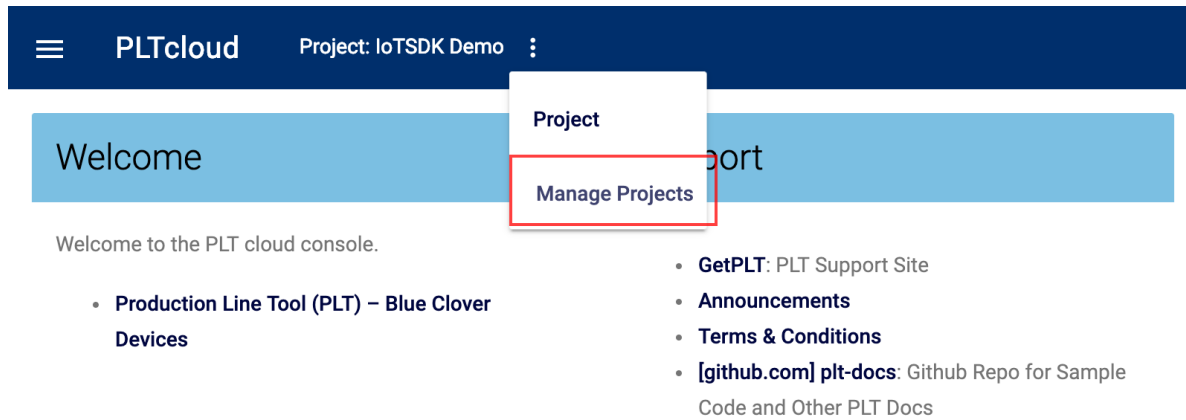 PLTcloud Project: IoTSDK Demo
Project
Manage Projects
Welcome
port
Welcome to the PLT cloud console.
Production Line Tool (PLT) – Blue Clover
Devices
GetPLT: PLT Support Site
Announcements
Terms & Conditions
[github.com] plt-docs: Github Repo for Sample
Code and Other PLT Docs